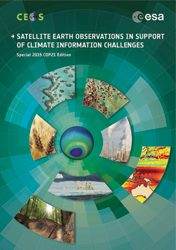 CEOS
esa
→ SATELLITE EARTH OBSERVATIONS IN SUPPORT
OF CLIMATE INFORMATION CHALLENGES
Special 2015 COP21 Edition